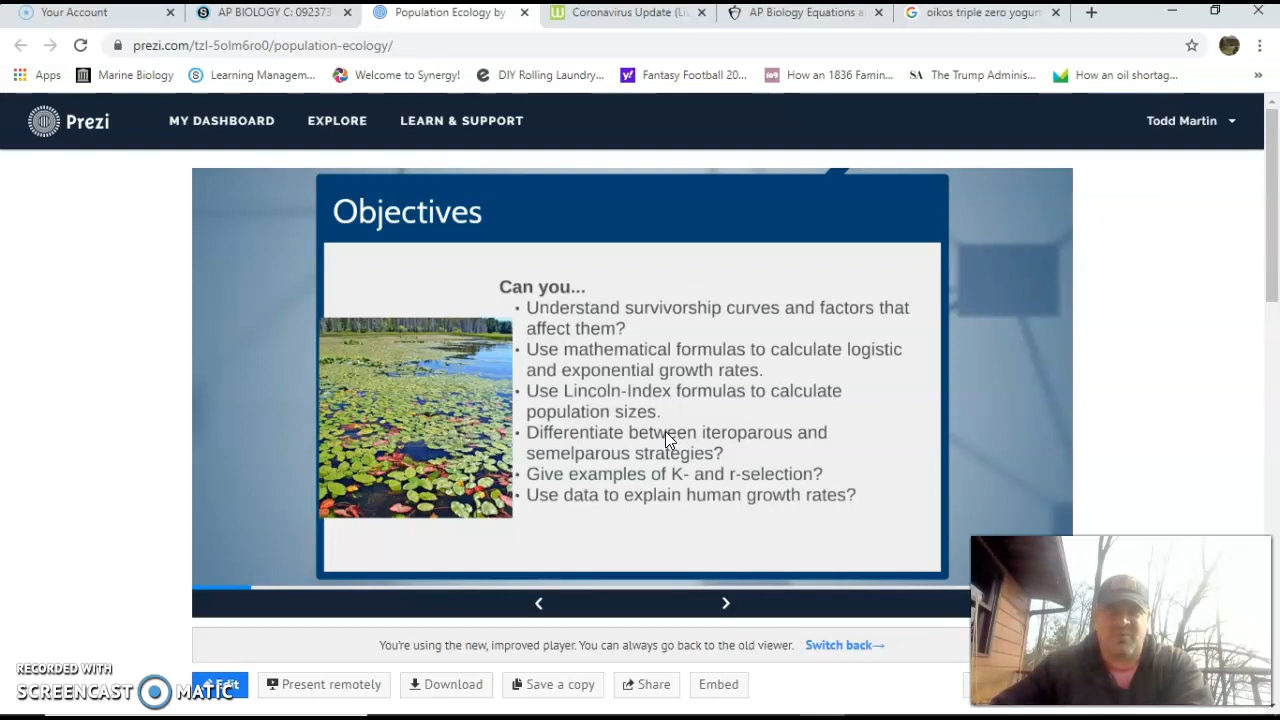 Your Account
AP BIOLOGY C: 092373
Population Ecology by
Coronavirus Update (Li
AP Biology Equations a
oikos triple zero yogurt
prezi.com/tzl-5olm6ro0/population-ecology/
Apps
Marine Biology
Learning Managem...
Welcome to Synergy!
DIY Rolling Laundry...
Fantasy Football 20...
How an 1836 Famin...
The Trump Adminis...
How an oil shortag...
Prezi
MY DASHBOARD
EXPLORE
LEARN & SUPPORT
Todd Martin
Objectives
Can you...
• Understand survivorship curves and factors that
affect them?
• Use mathematical formulas to calculate logistic
and exponential growth rates.
• Use Lincoln-Index formulas to calculate
population sizes.
• Differentiate between iteroparous and
semelparous strategies?
• Give examples of K- and r-selection?
• Use data to explain human growth rates?
You're using the new, improved player. You can always go back to the old viewer. Switch back→
RECORDED WITH
SCREENCAST MATIC
Edit
Present remotely
Download
Save a copy
Share
Embed